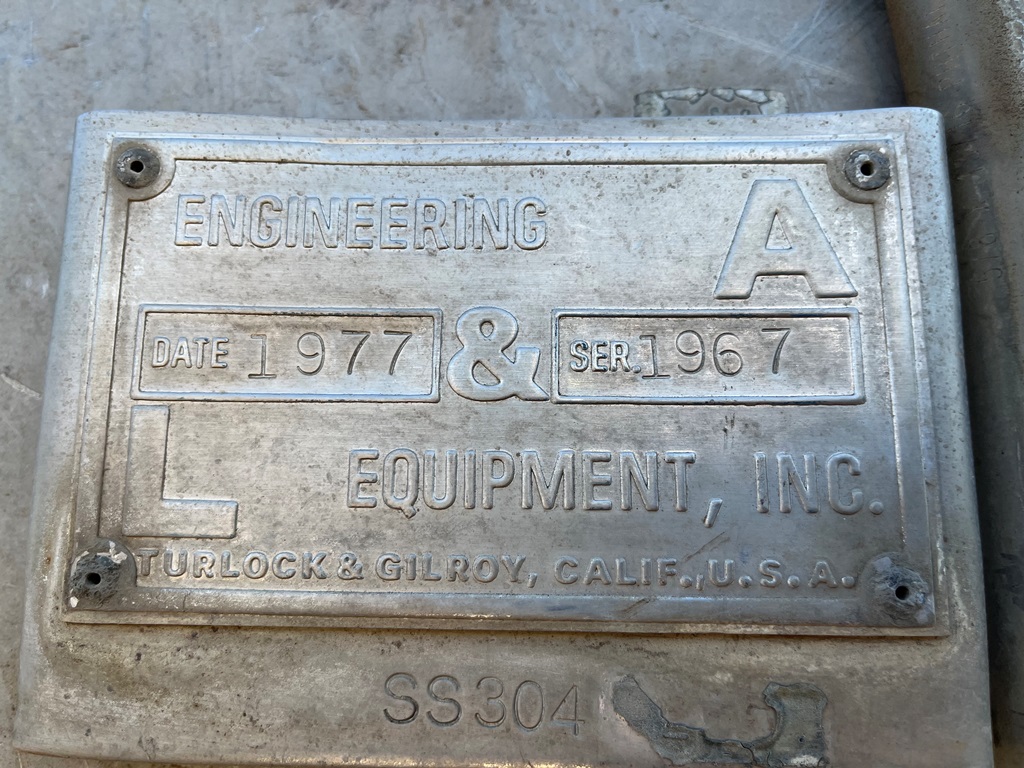 ENGINEERING A
DATE 1977 & SER. 1967
L EQUIPMENT, INC.
TURLOCK & GILROY, CALIF., U.S.A.
SS304